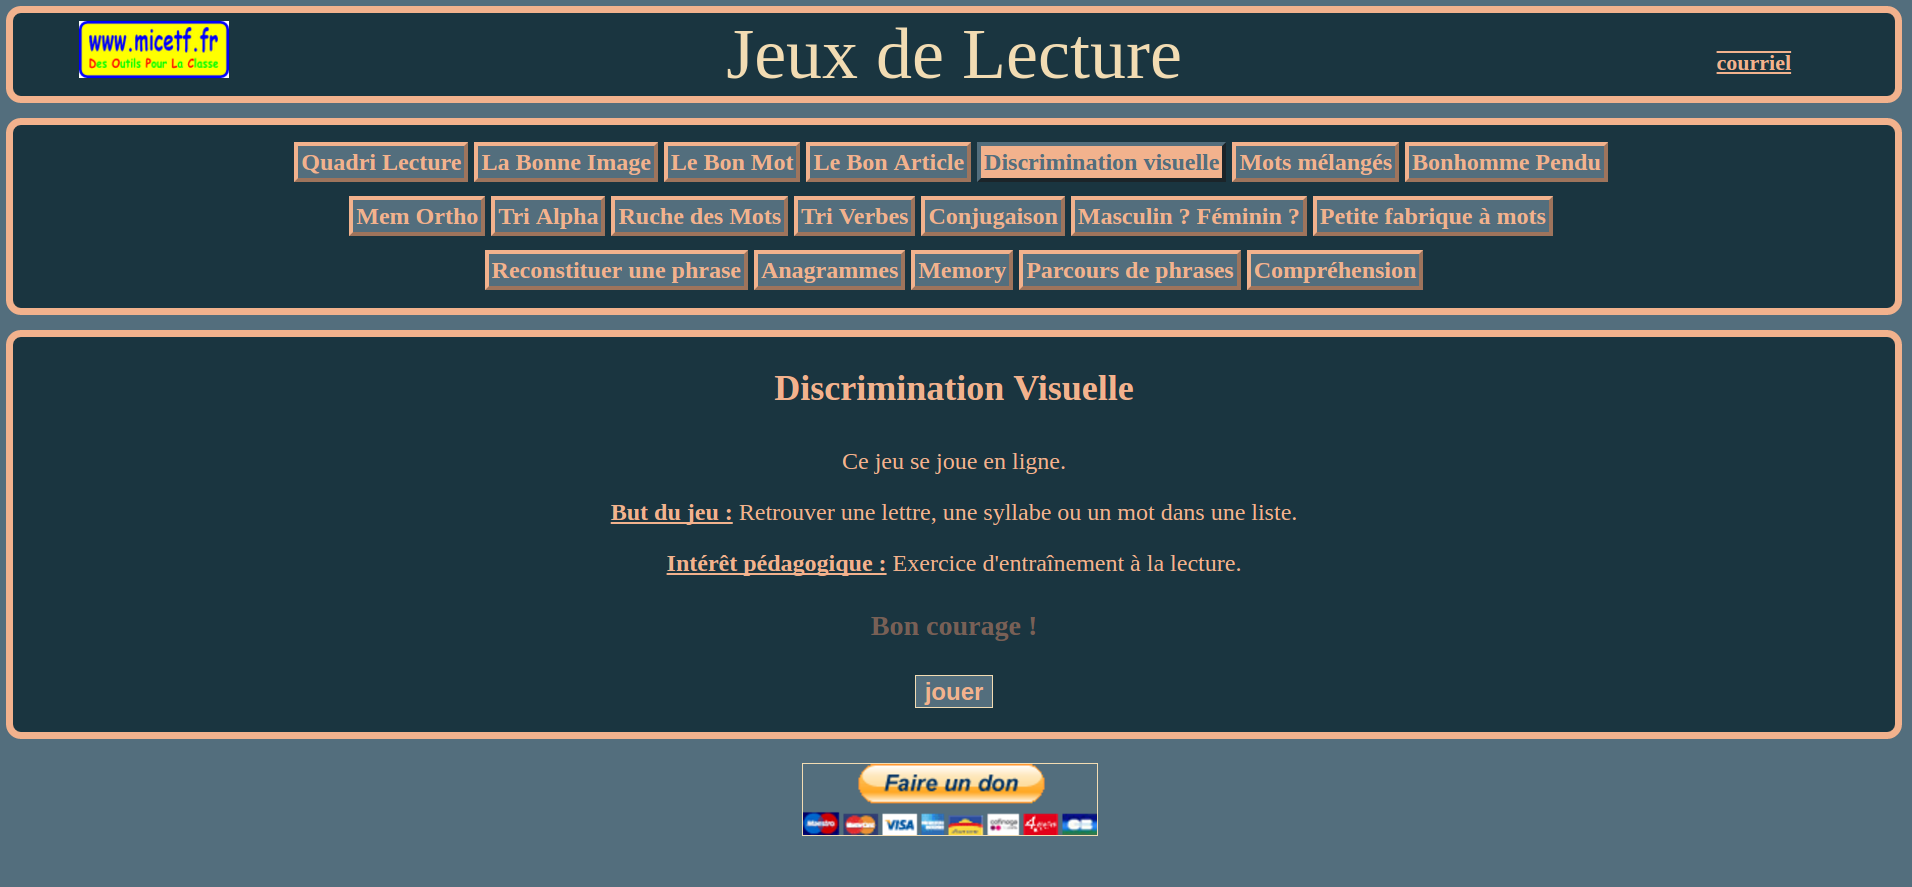 www.micetf.fr
Des Outils Pour La Classe
Jeux de Lecture
courriel
Quadri Lecture La Bonne Image Le Bon Mot Le Bon Article Discrimination visuelle Mots mélangés Bonhomme Pendu
Mem Ortho Tri Alpha Ruche des Mots Tri Verbes Conjugaison Masculin ? Féminin ? Petite fabrique à mots
Reconstituer une phrase Anagrammes Memory Parcours de phrases Compréhension
Discrimination Visuelle
Ce jeu se joue en ligne.
But du jeu : Retrouver une lettre, une syllabe ou un mot dans une liste.
Intérêt pédagogique : Exercice d'entraînement à la lecture.
Bon courage !
jouer
Faire un don
Maestro MasterCard VISA